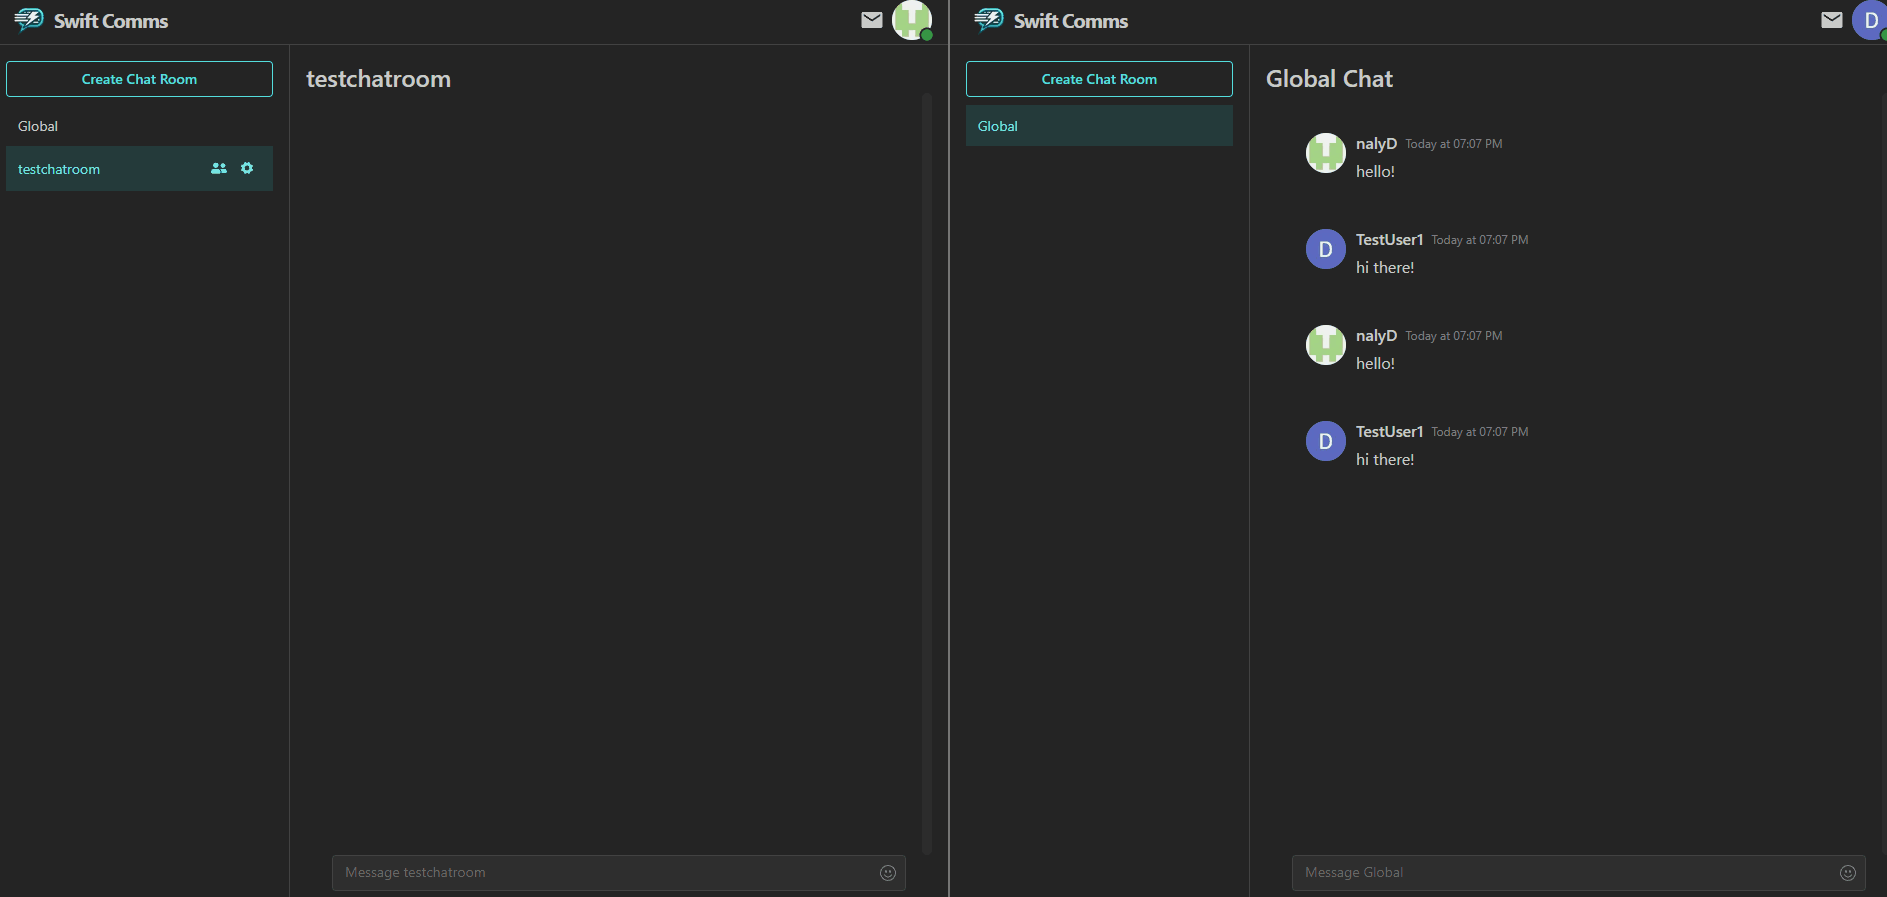 Swift Comms
Create Chat Room
Global
testchatroom
testchatroom
Message testchatroom
Swift Comms
D
Create Chat Room
Global
Global Chat
nalyD Today at 07:07 PM
hello!
D
TestUser1 Today at 07:07 PM
hi there!
nalyD Today at 07:07 PM
hello!
D
TestUser1 Today at 07:07 PM
hi there!
Message Global